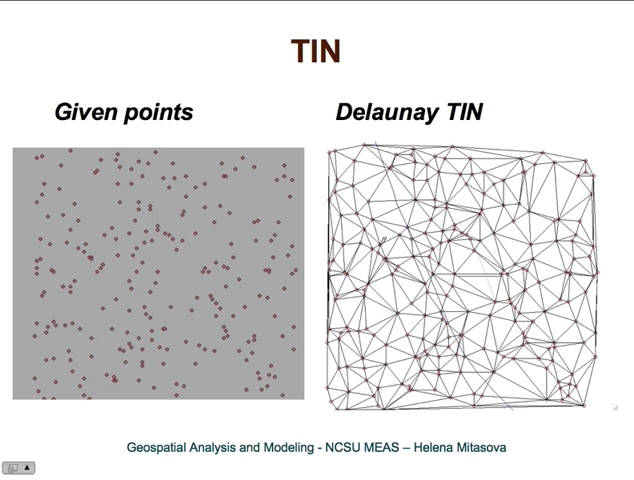 TIN
Given points
Delaunay TIN
Geospatial Analysis and Modeling - NCSU MEAS – Helena Mitasova